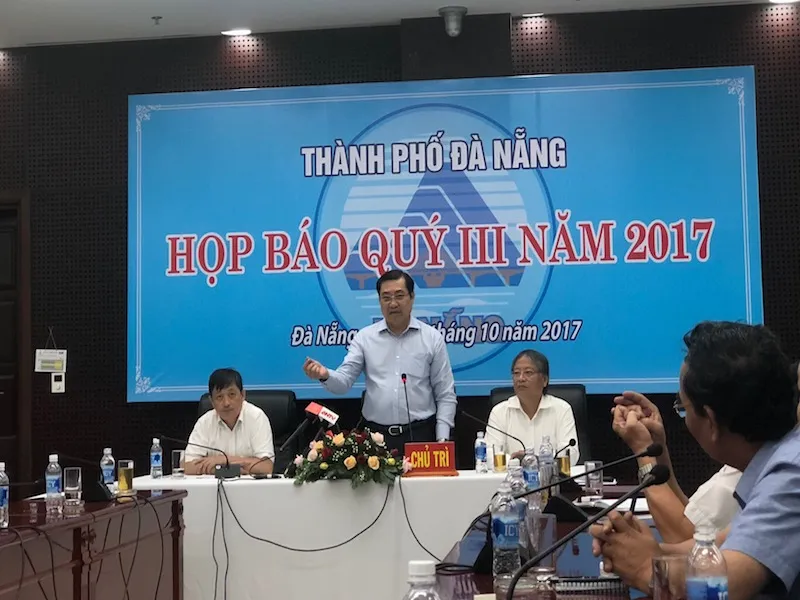 THÀNH PHỐ ĐÀ NẴNG
HỌP BÁO QUÝ III NĂM 2017
Đà Nẵng, tháng 10 năm 2017
CHỦ TRÌ